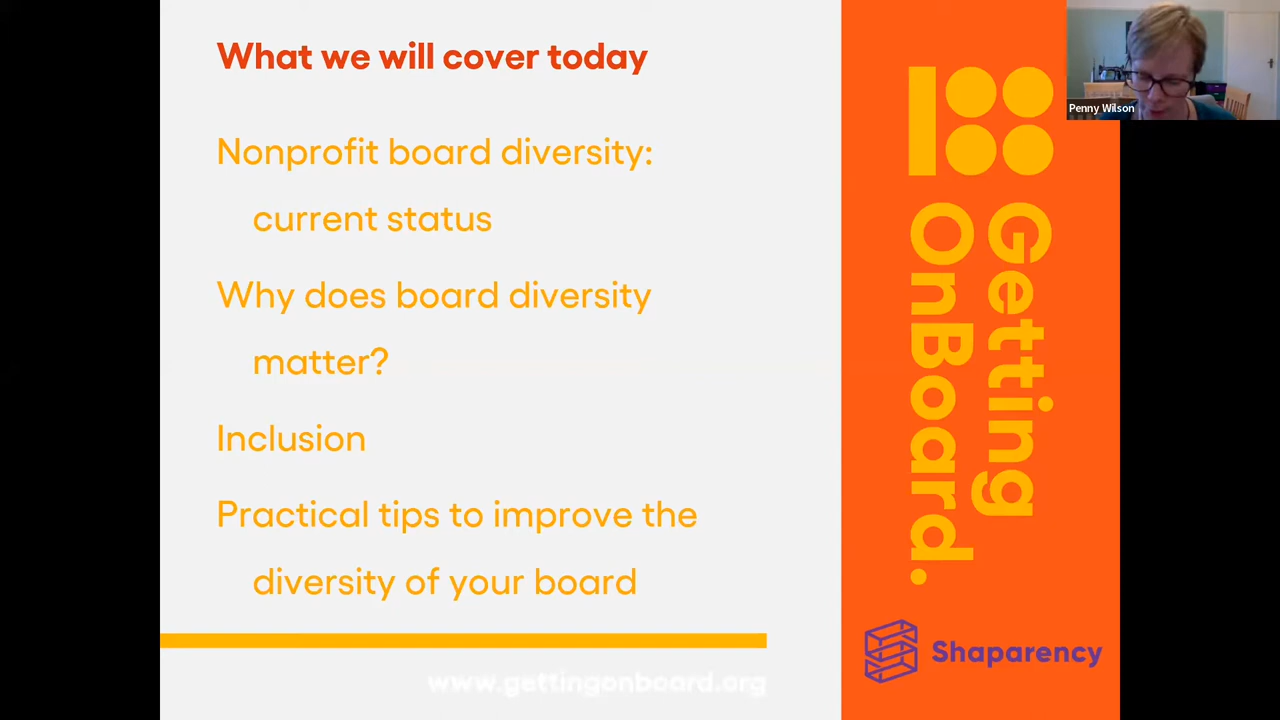 What we will cover today
Nonprofit board diversity:
current status
Why does board diversity
matter?
Inclusion
Practical tips to improve the
diversity of your board
www.gettingonboard.org
Getting
OnBoard.
Shaparency
Penny Wilson